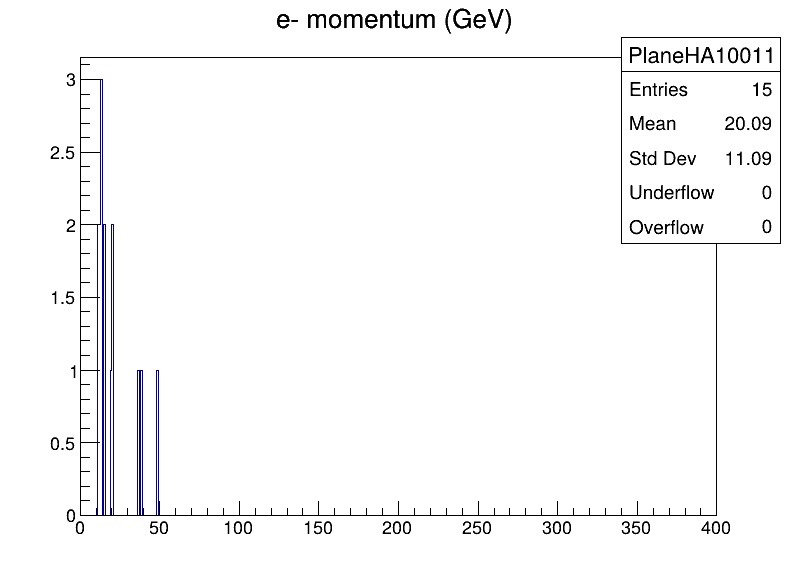 e- momentum (GeV)
PlaneHA10011
Entries 15
Mean 20.09
Std Dev 11.09
Underflow 0
Overflow 0
3
2.5
2
1.5
1
0.5
0
0 50 100 150 200 250 300 350 400